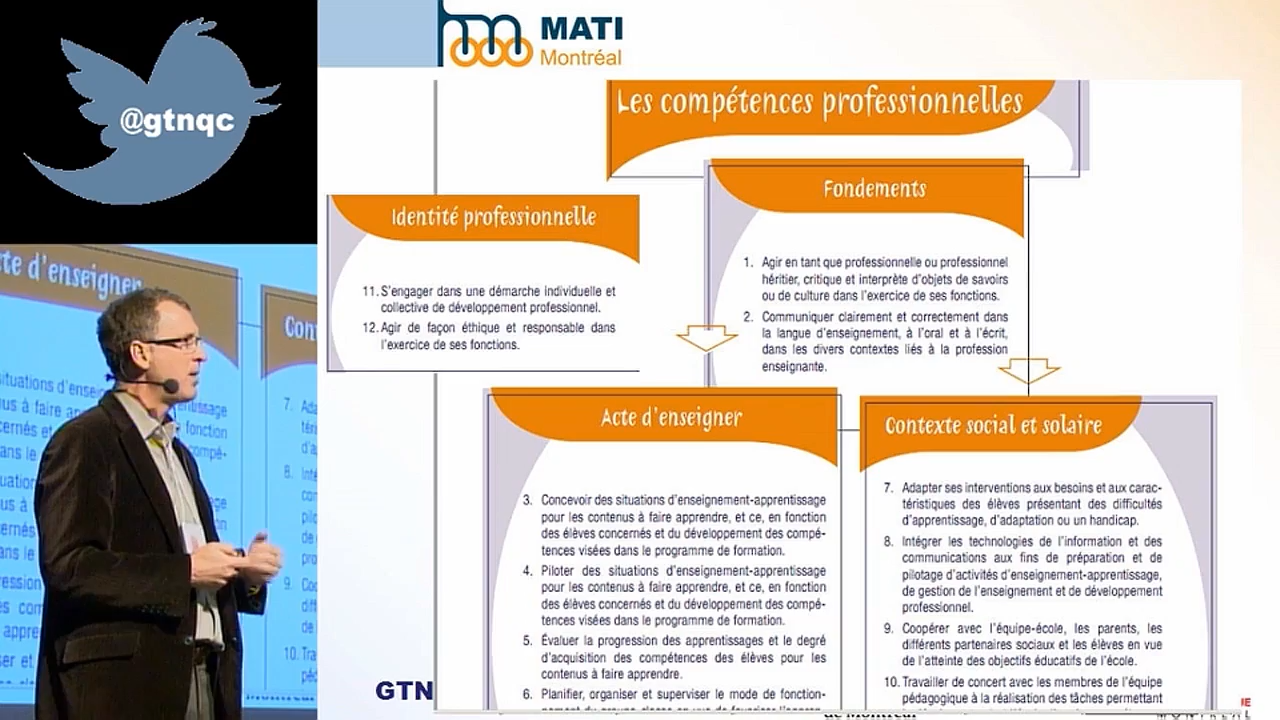 @gtnqc
MATI
Montréal
Les compétences professionnelles
Fondements
1. Agir en tant que professionnelle ou professionnel
héritier, critique et interprète d'objets de savoirs
ou de culture dans l'exercice de ses fonctions.
2. Communiquer clairement et correctement dans
la langue d'enseignement, à l'oral et à l'écrit,
dans les divers contextes liés à la profession
enseignante.
Identité professionnelle
11. S'engager dans une démarche individuelle et
collective de développement professionnel.
12. Agir de façon éthique et responsable dans
l'exercice de ses fonctions.
Acte d'enseigner
3. Concevoir des situations d'enseignement-apprentissage
pour les contenus à faire apprendre, et ce, en fonction
des élèves concernés et du développement des compé-
tences visées dans le programme de formation.
4. Piloter des situations d'enseignement-apprentissage
pour les contenus à faire apprendre, et ce, en fonction
des élèves concernés et du développement des compé-
tences visées dans le programme de formation.
5. Évaluer la progression des apprentissages et le degré
d'acquisition des compétences des élèves pour les
contenus à faire apprendre.
6. Planifier, organiser et superviser le mode de fonction-
Contexte social et solaire
7. Adapter ses interventions aux besoins et aux carac-
téristiques des élèves présentant des difficultés
d'apprentissage, d'adaptation ou un handicap.
8. Intégrer les technologies de l'information et des
communications aux fins de préparation et de
pilotage d'activités d'enseignement-apprentissage,
de gestion de l'enseignement et de développement
professionnel.
9. Coopérer avec l'équipe-école, les parents, les
différents partenaires sociaux et les élèves en vue
de l'atteinte des objectifs éducatifs de l'école.
10. Travailler de concert avec les membres de l'équipe
pédagogique à la réalisation des tâches permettant
GTN
de Montréal
te d'enseigner